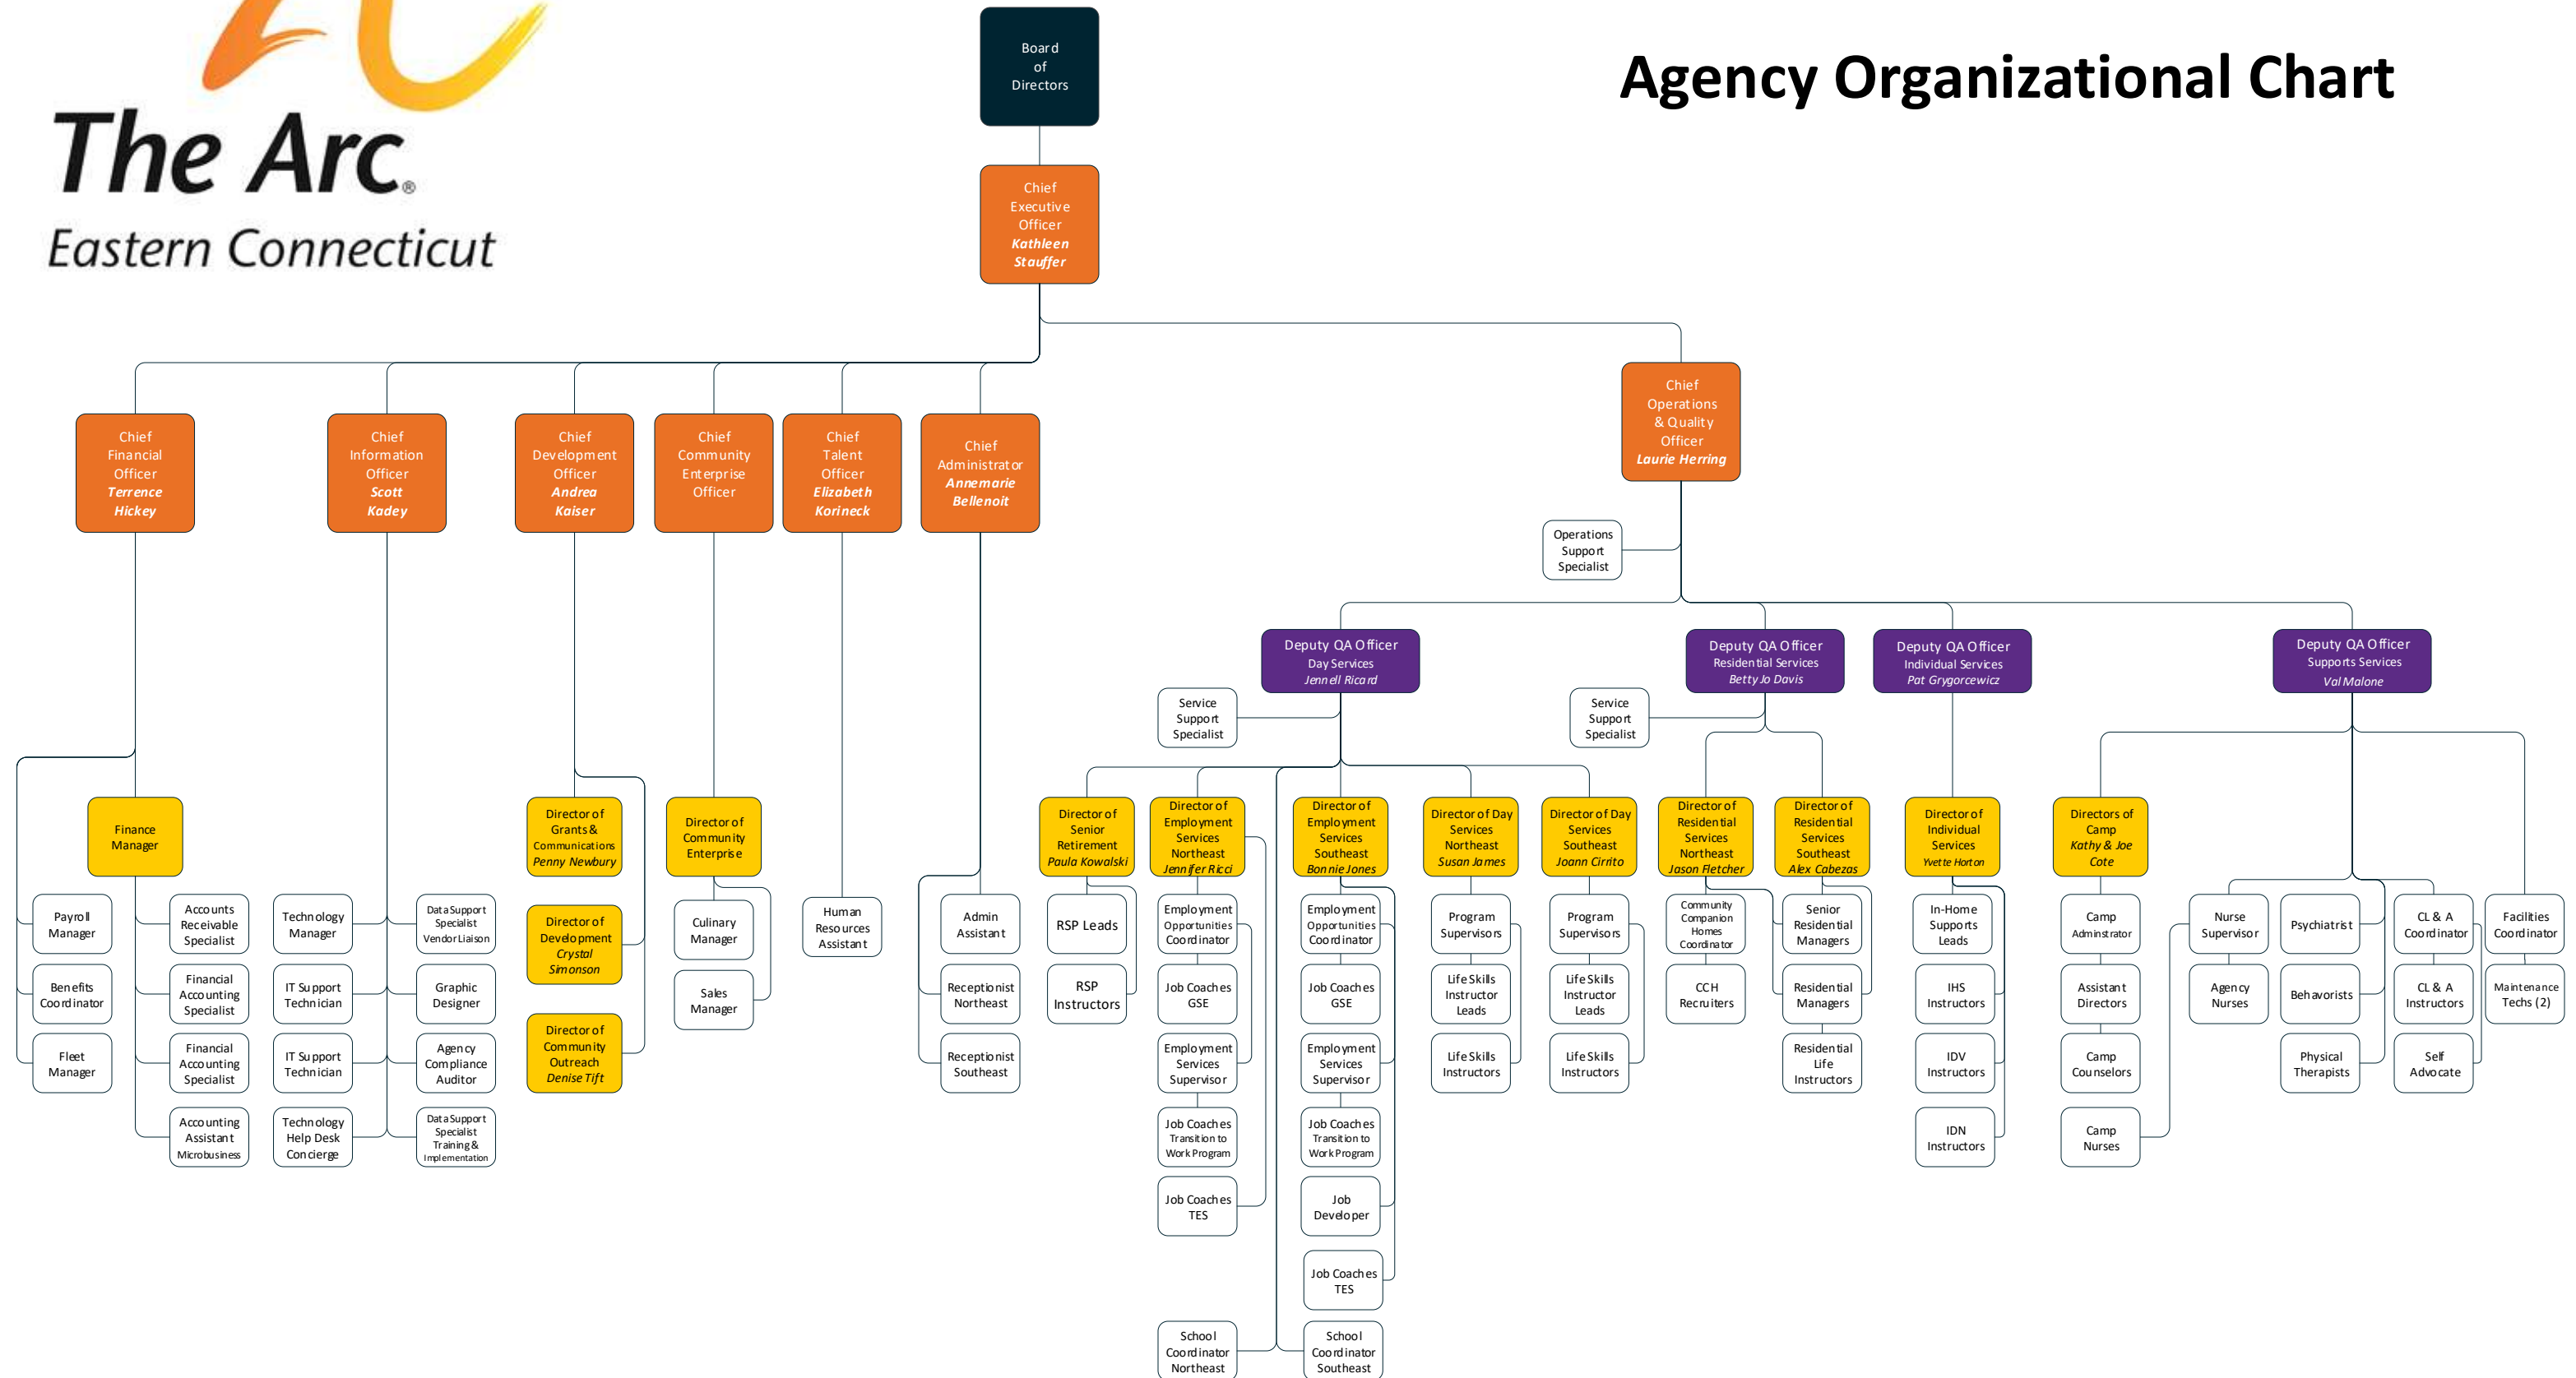 The Arc®
Eastern Connecticut
Agency Organizational Chart
Board
of
Directors
Chief
Executive
Officer
Kathleen
Stauffer
Chief
Financial
Officer
Terrence
Hickey
Chief
Information
Officer
Scott
Kadey
Chief
Development
Officer
Andrea
Kaiser
Chief
Community
Enterprise
Officer
Chief
Talent
Officer
Elizabeth
Korineck
Chief
Administrator
Annemarie
Bellenoit
Chief
Operations
& Quality
Officer
Laurie Herring
Operations
Support
Specialist
Deputy QA Officer
Day Services
Jennell Ricard
Deputy QA Officer
Residential Services
Betty Jo Davis
Deputy QA Officer
Individual Services
Pat Grygorcewicz
Deputy QA Officer
Supports Services
Val Malone
Service
Support
Specialist
Service
Support
Specialist
Finance
Manager
Director of
Grants &
Communications
Penny Newbury
Director of
Community
Enterprise
Director of
Senior
Retirement
Paula Kowalski
Director of
Employment
Services
Northeast
Jennifer Ricci
Director of
Employment
Services
Southeast
Bonnie Jones
Director of Day
Services
Northeast
Susan James
Director of Day
Services
Southeast
Joann Cirrito
Director of
Residential
Services
Northeast
Jason Fletcher
Director of
Residential
Services
Southeast
Alex Cabezas
Director of
Individual
Services
Yvette Horton
Directors of
Camp
Kathy & Joe
Cote
Payroll
Manager
Benefits
Coordinator
Fleet
Manager
Accounts
Receivable
Specialist
Financial
Accounting
Specialist
Financial
Accounting
Specialist
Accounting
Assistant
Microbusiness
Technology
Manager
IT Support
Technician
IT Support
Technician
Technology
Help Desk
Concierge
Data Support
Specialist
Vendor Liaison
Graphic
Designer
Agency
Compliance
Auditor
Data Support
Specialist
Training &
Implementation
Director of
Development
Crystal
Simonson
Director of
Community
Outreach
Denise Tift
Culinary
Manager
Sales
Manager
Human
Resources
Assistant
Admin
Assistant
Receptionist
Northeast
Receptionist
Southeast
RSP Leads
RSP
Instructors
Employment
Opportunities
Coordinator
Job Coaches
GSE
Employment
Services
Supervisor
Job Coaches
Transition to
Work Program
Job Coaches
TES
School
Coordinator
Northeast
Employment
Opportunities
Coordinator
Job Coaches
GSE
Employment
Services
Supervisor
Job Coaches
Transition to
Work Program
Job
Developer
Job Coaches
TES
School
Coordinator
Southeast
Program
Supervisors
Life Skills
Instructor
Leads
Life Skills
Instructors
Program
Supervisors
Life Skills
Instructor
Leads
Life Skills
Instructors
Community
Companion
Homes
Coordinator
CCH
Recruiters
Senior
Residential
Managers
Residential
Managers
Residential
Life
Instructors
In-Home
Supports
Leads
IHS
Instructors
IDV
Instructors
IDN
Instructors
Camp
Adminstrator
Assistant
Directors
Camp
Counselors
Camp
Nurses
Nurse
Supervisor
Agency
Nurses
Psychiatrist
Behavorists
Physical
Therapists
CL & A
Coordinator
CL & A
Instructors
Self
Advocate
Facilities
Coordinator
Maintenance
Techs (2)